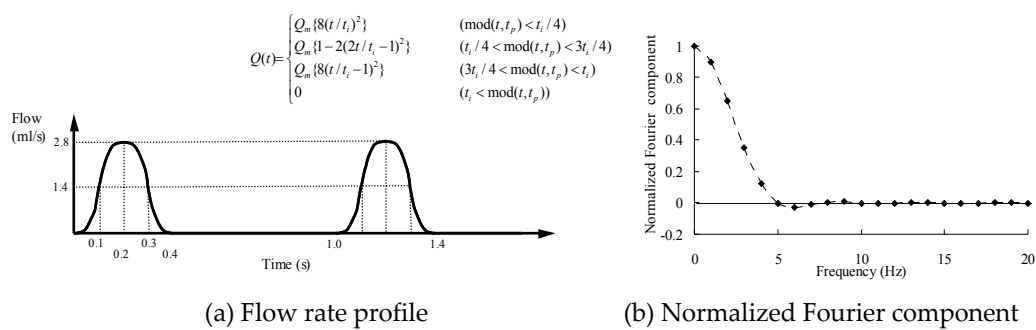 Q(t)=
Q_m{8(t/t_i)^2} (mod(t,t_p)<t_i/4)
Q_m{1-2(2t/t_i-1)^2} (t_i/4<mod(t,t_p)<3t_i/4)
Q_m{8(t/t_i-1)^2} (3t_i/4<mod(t,t_p)<t_i)
0 (t_i<mod(t,t_p))
Flow
(ml/s)
2.8
1.4
0.1
0.2
0.3
0.4
1.0
1.4
Time (s)
(a) Flow rate profile
Normalized Fourier component
1
0.8
0.6
0.4
0.2
0
-0.2
0 5 10 15 20
Frequency (Hz)
(b) Normalized Fourier component